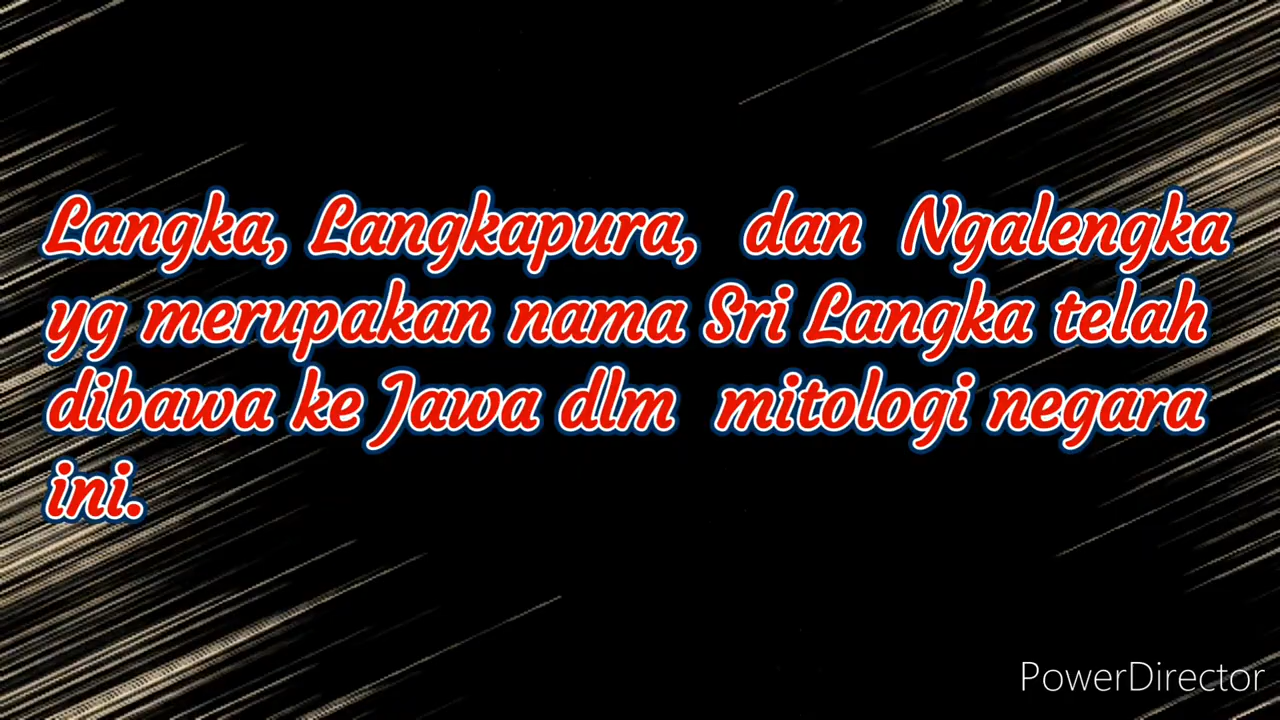 Langka, Langkapura, dan Ngalengka
yg merupakan nama Sri Langka telah
dibawa ke Jawa dlm mitologi negara
ini.
PowerDirector